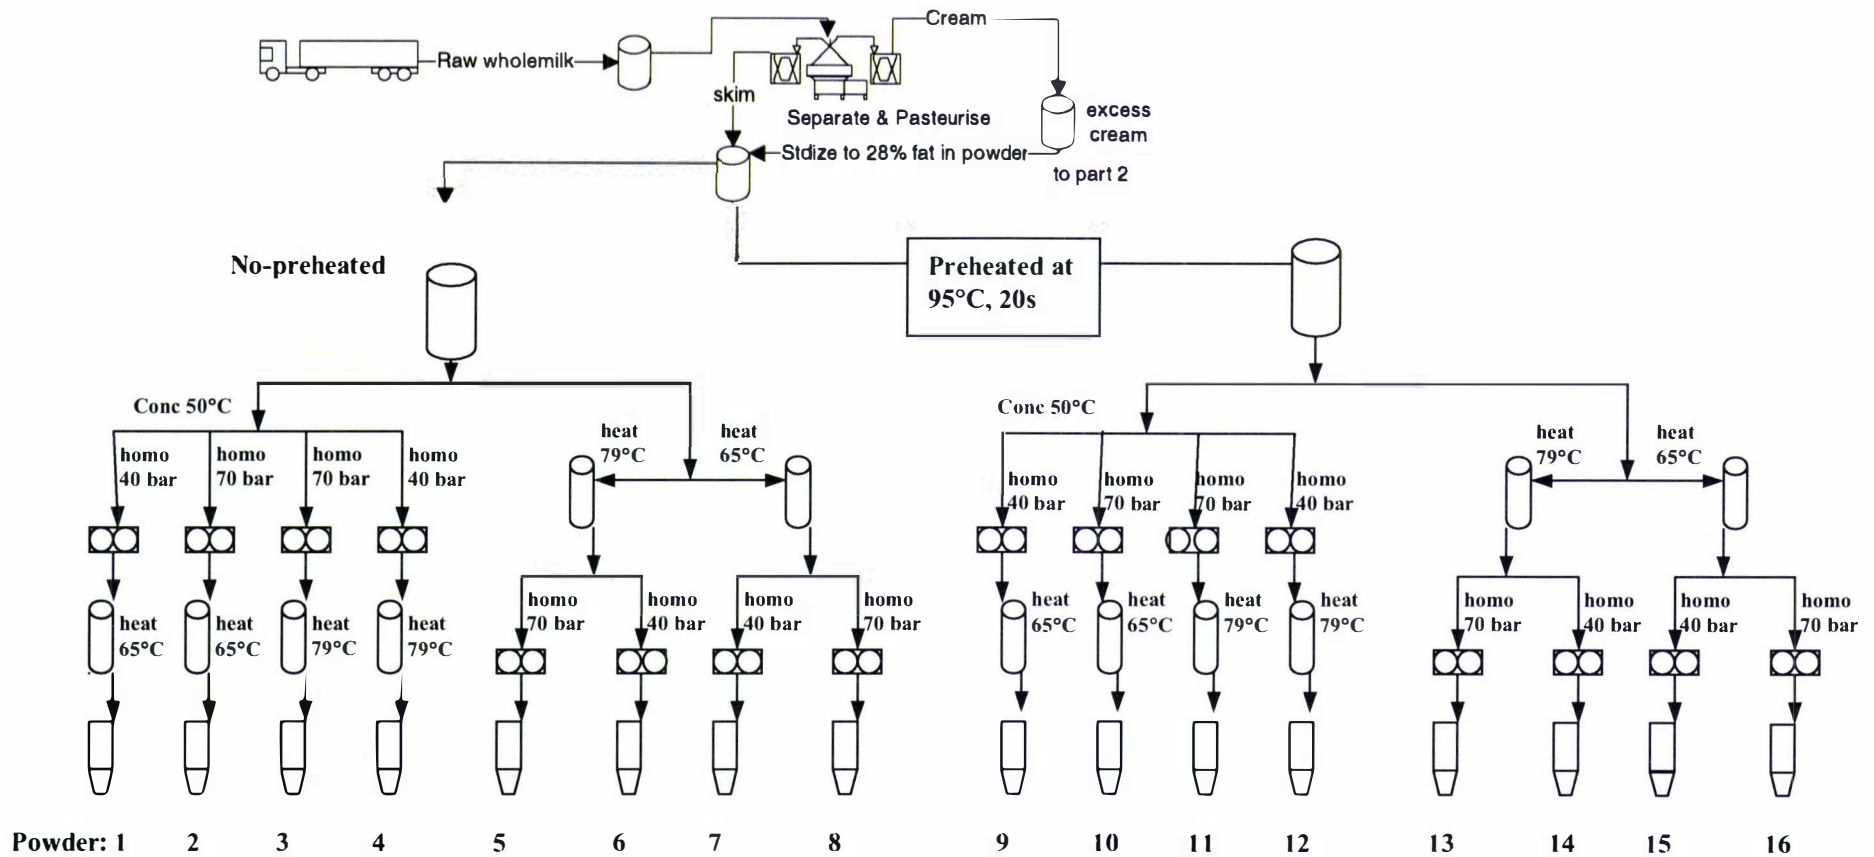 Cream
Raw wholemilk
skim
Separate & Pasteurise
excess
cream
Stdize to 28% fat in powder
to part 2
No-preheated
Preheated at
95°C, 20s
Conc 50°C
homo
40 bar
homo
70 bar
homo
70 bar
homo
40 bar
heat
79°C
heat
65°C
heat
65°C
heat
65°C
heat
79°C
heat
79°C
homo
70 bar
homo
40 bar
homo
40 bar
homo
70 bar
Conc 50°C
homo
40 bar
homo
70 bar
homo
70 bar
homo
40 bar
heat
79°C
heat
65°C
heat
65°C
heat
65°C
heat
79°C
heat
79°C
homo
70 bar
homo
40 bar
homo
40 bar
homo
70 bar
Powder: 1 2 3 4 5 6 7 8 9 10 11 12 13 14 15 16